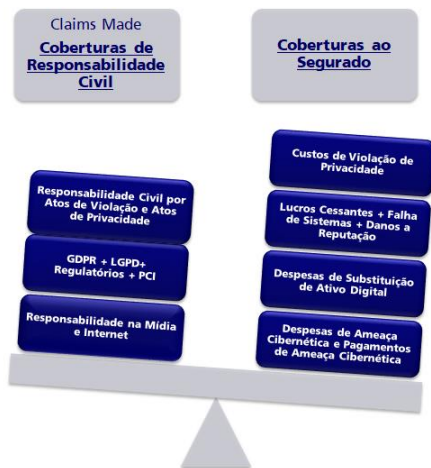 Claims Made
Coberturas de
Responsabilidade
Civil
Coberturas ao
Segurado
Responsabilidade Civil por
Atos de Violação e Atos
de Privacidade
GDPR + LGPD+
Regulatórios + PCI
Responsabilidade na Mídia
e Internet
Custos de Violação de
Privacidade
Lucros Cessantes + Falha
de Sistemas + Danos a
Reputação
Despesas de Substituição
de Ativo Digital
Despesas de Ameaça
Cibernética e Pagamentos
de Ameaça Cibernética